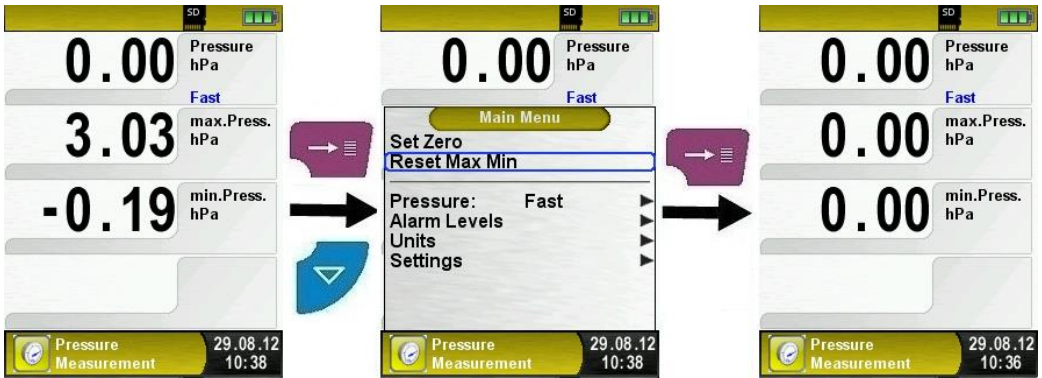 SD
0.00 Pressure
hPa
Fast
3.03 max.Press.
hPa
-0.19 min.Press.
hPa
Pressure 29.08.12
Measurement 10:38
SD
0.00 Pressure
hPa
Fast
Main Menu
Set Zero
Reset Max Min
Pressure: Fast
Alarm Levels
Units
Settings
Pressure 29.08.12
Measurement 10:38
SD
0.00 Pressure
hPa
Fast
0.00 max.Press.
hPa
0.00 min.Press.
hPa
Pressure 29.08.12
Measurement 10:36